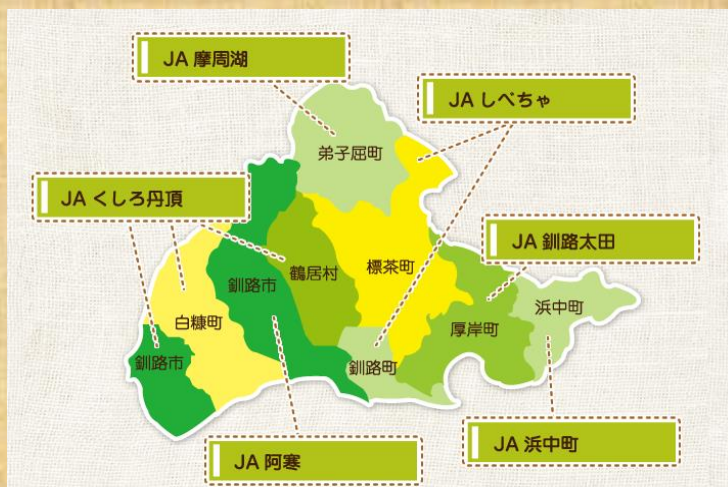 JA 摩周湖
JA しべちゃ
弟子屈町
JA くしろ丹頂
JA 釧路太田
標茶町
鶴居村
釧路市
浜中町
白糠町
厚岸町
釧路市
釧路町
JA 浜中町
JA 阿寒